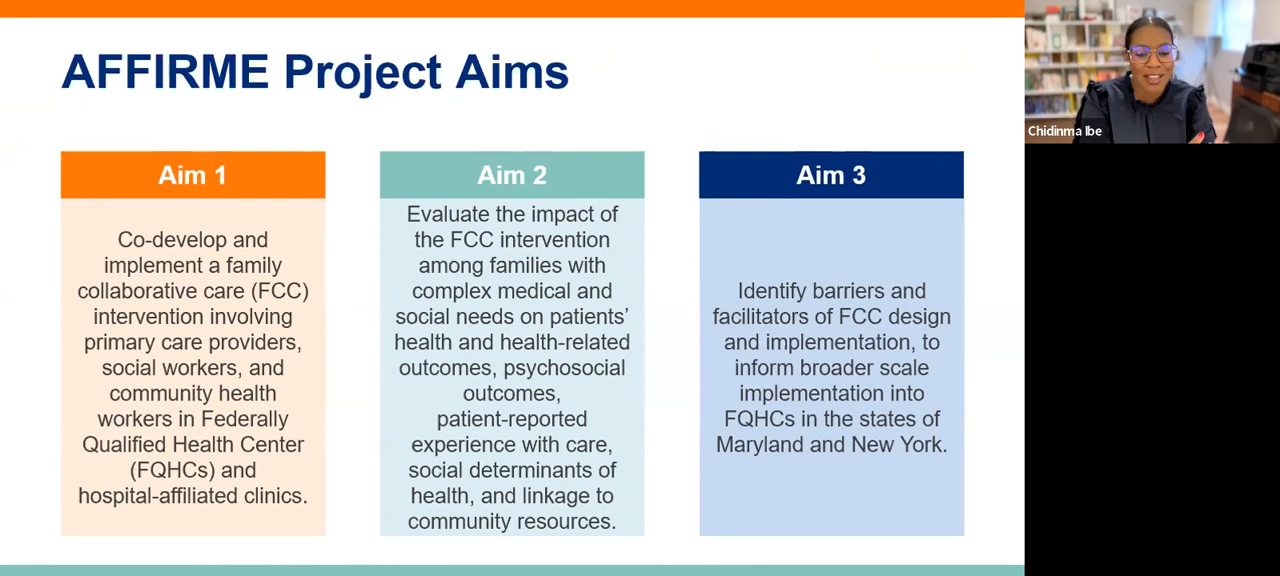 AFFIRME Project Aims
Aim 1
Co-develop and
implement a family
collaborative care (FCC)
intervention involving
primary care providers,
social workers, and
community health
workers in Federally
Qualified Health Center
(FQHCs) and
hospital-affiliated clinics.
Aim 2
Evaluate the impact of
the FCC intervention
among families with
complex medical and
social needs on patients’
health and health-related
outcomes, psychosocial
outcomes,
patient-reported
experience with care,
social determinants of
health, and linkage to
community resources.
Aim 3
Identify barriers and
facilitators of FCC design
and implementation, to
inform broader scale
implementation into
FQHCs in the states of
Maryland and New York.
Chidinma Ibe